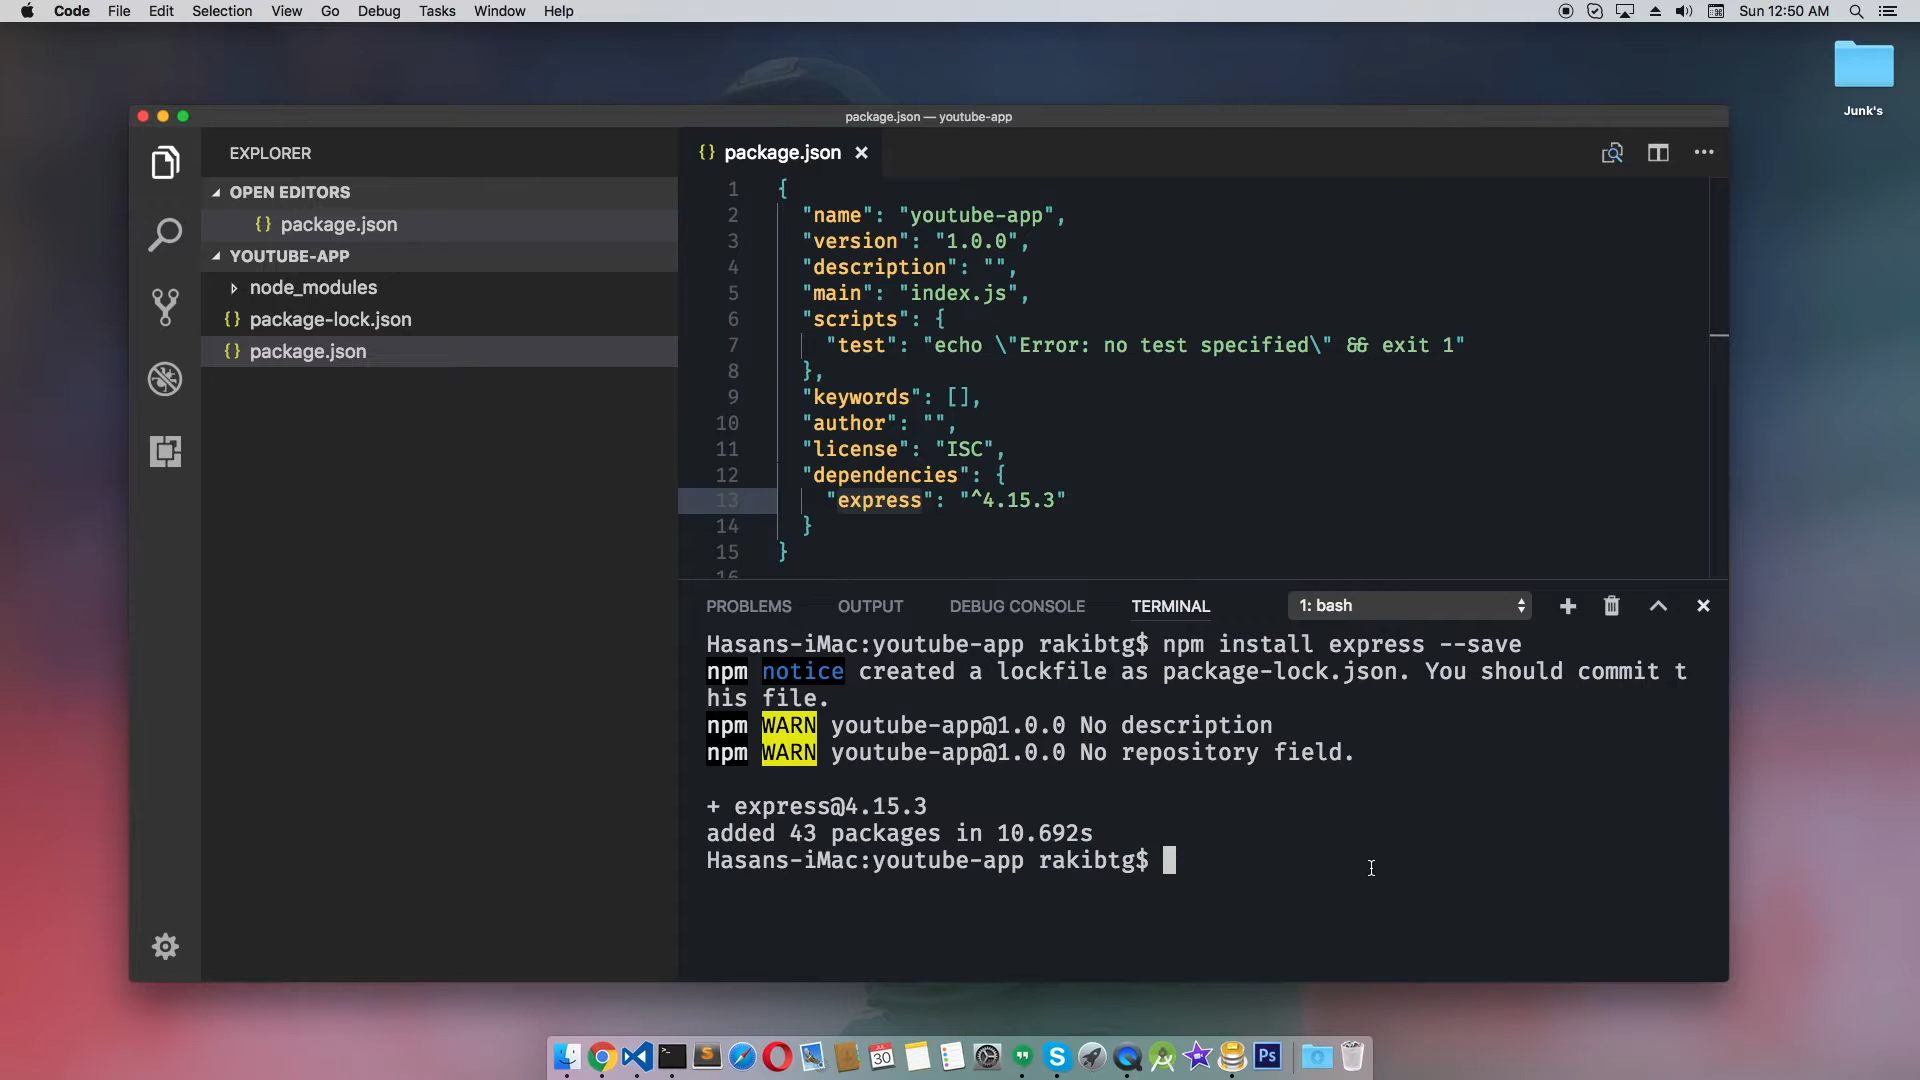 Code File Edit Selection View Go Debug Tasks Window Help
Sun 12:50 AM
Junk's
package.json — youtube-app
EXPLORER
OPEN EDITORS
{} package.json
YOUTUBE-APP
node_modules
{} package-lock.json
{} package.json
{} package.json
1 {
2 "name": "youtube-app",
3 "version": "1.0.0",
4 "description": "",
5 "main": "index.js",
6 "scripts": {
7 "test": "echo \"Error: no test specified\" && exit 1"
8 },
9 "keywords": [],
10 "author": "",
11 "license": "ISC",
12 "dependencies": {
13 "express": "^4.15.3"
14 }
15 }
16
PROBLEMS OUTPUT DEBUG CONSOLE TERMINAL 1: bash
Hasans-iMac:youtube-app rakibtg$ npm install express --save
npm notice created a lockfile as package-lock.json. You should commit t
his file.
npm WARN youtube-app@1.0.0 No description
npm WARN youtube-app@1.0.0 No repository field.
+ express@4.15.3
added 43 packages in 10.692s
Hasans-iMac:youtube-app rakibtg$
JUL
30
Ps